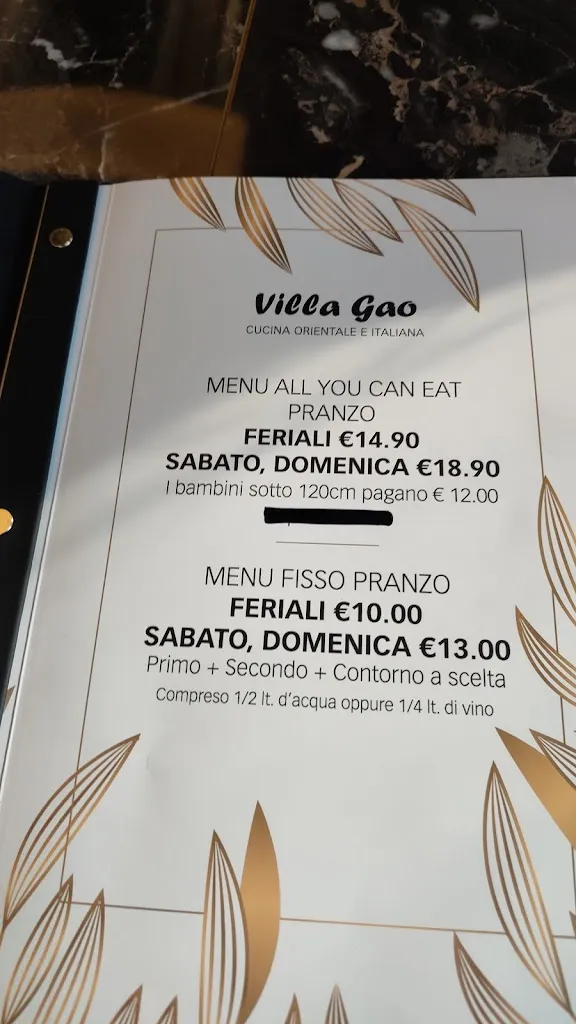 Villa Gao
CUCINA ORIENTALE E ITALIANA
MENU ALL YOU CAN EAT
PRANZO
FERIALI €14.90
SABATO, DOMENICA €18.90
I bambini sotto 120cm pagano € 12.00
MENU FISSO PRANZO
FERIALI €10.00
SABATO, DOMENICA €13.00
Primo + Secondo + Contorno a scelta
Compreso 1/2 lt. d'acqua oppure 1/4 lt. di vino